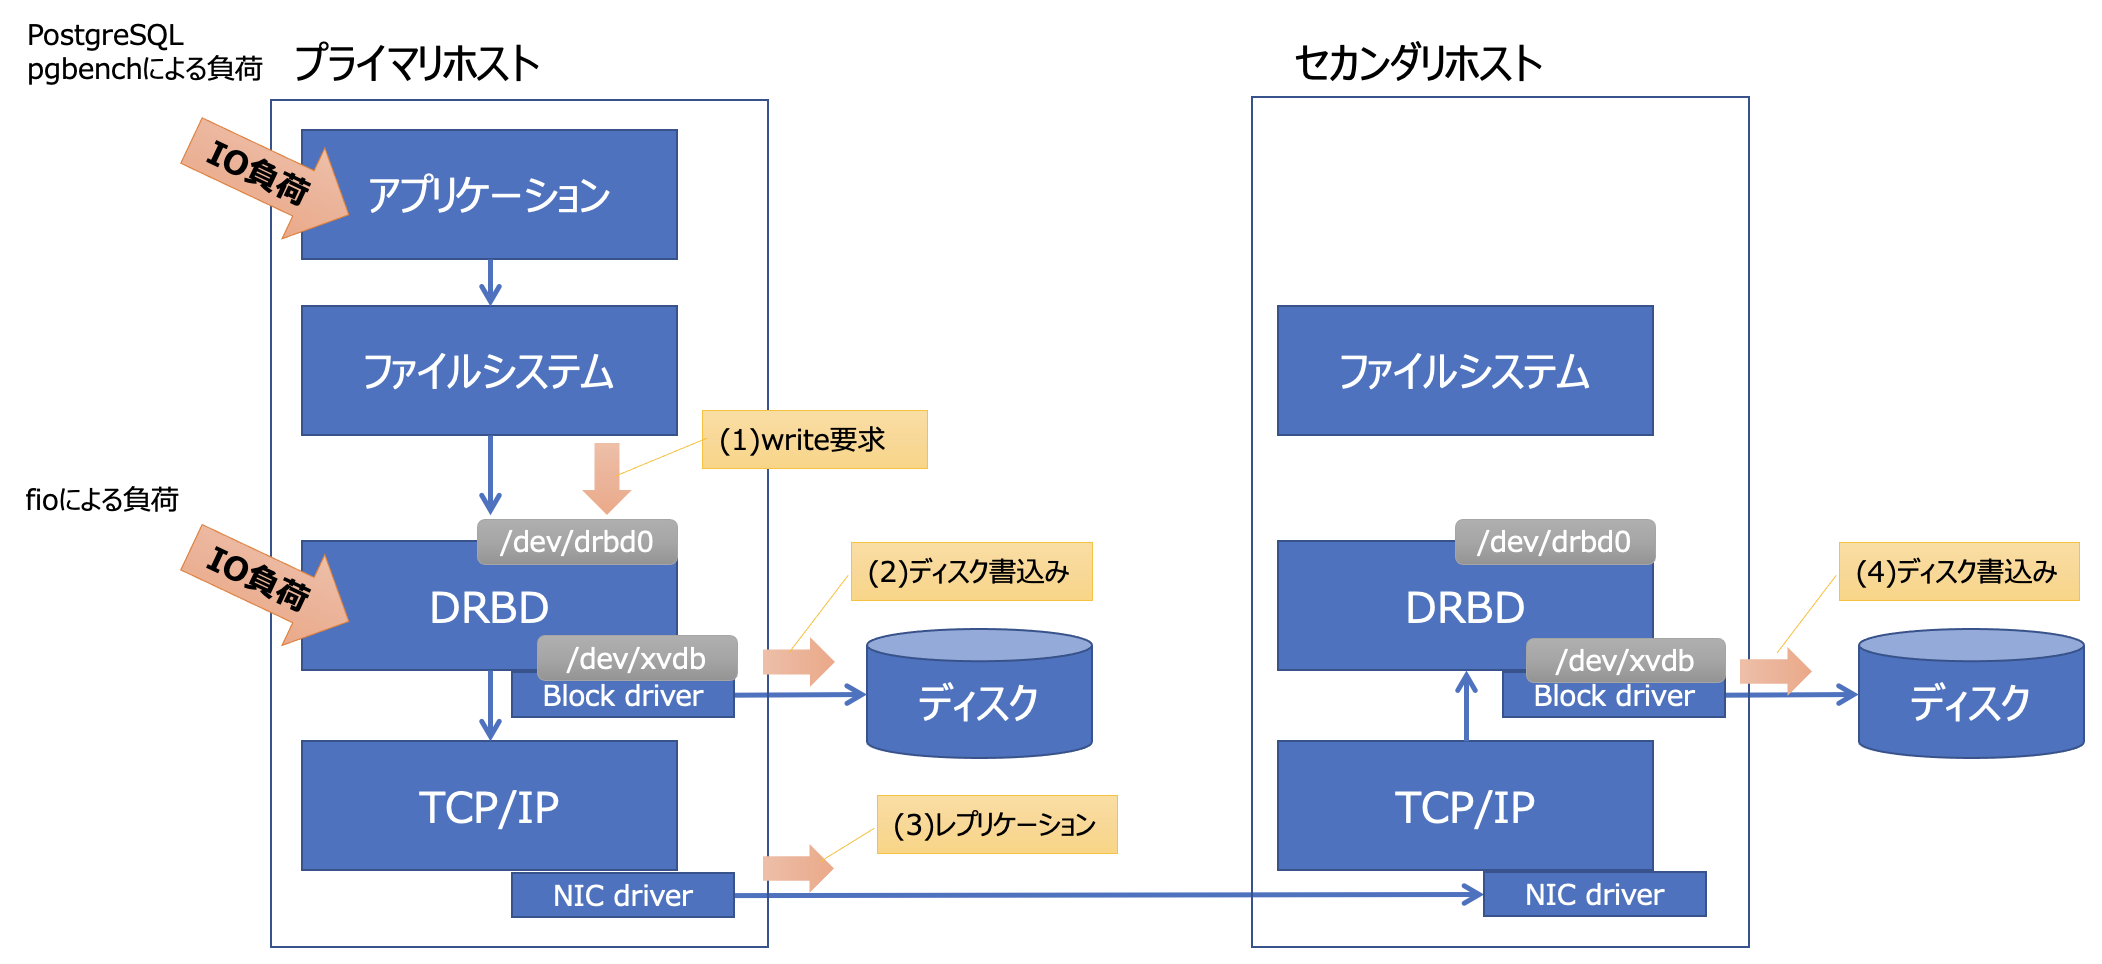 PostgreSQL
pgbenchによる負荷
プライマリホスト
セカンダリホスト
IO負荷
アプリケーション
ファイルシステム
ファイルシステム
(1)write要求
fioによる負荷
IO負荷
/dev/drbd0
DRBD
/dev/xvdb
Block driver
(2)ディスク書込み
ディスク
/dev/drbd0
DRBD
/dev/xvdb
Block driver
(4)ディスク書込み
ディスク
TCP/IP
(3)レプリケーション
TCP/IP
NIC driver
NIC driver